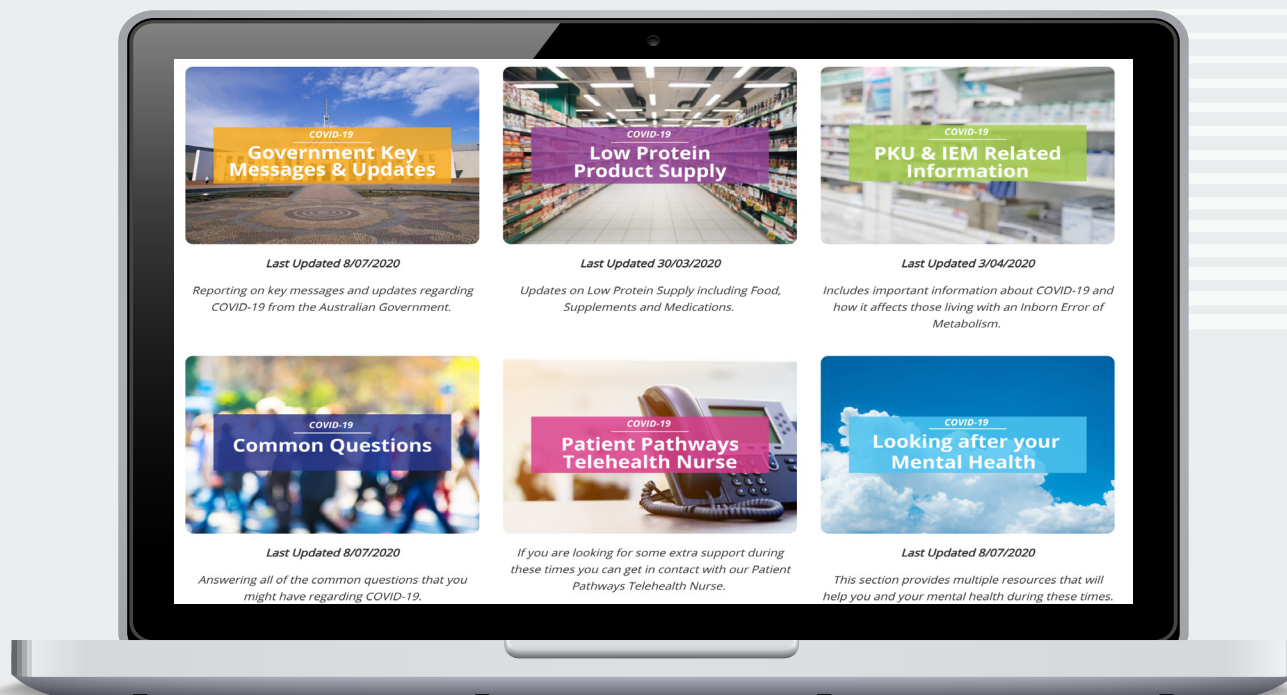 COVID-19
Government Key
Messages & Updates
Last Updated 8/07/2020
Reporting on key messages and updates regarding
COVID-19 from the Australian Government.
COVID-19
Low Protein
Product Supply
Last Updated 30/03/2020
Updates on Low Protein Supply including Food,
Supplements and Medications.
COVID-19
PKU & IEM Related
Information
Last Updated 3/04/2020
Includes important information about COVID-19 and
how it affects those living with an Inborn Error of
Metabolism.
COVID-19
Common Questions
Last Updated 8/07/2020
Answering all of the common questions that you
might have regarding COVID-19.
COVID-19
Patient Pathways
Telehealth Nurse
If you are looking for some extra support during
these times you can get in contact with our Patient
Pathways Telehealth Nurse.
COVID-19
Looking after your
Mental Health
Last Updated 8/07/2020
This section provides multiple resources that will
help you and your mental health during these times.